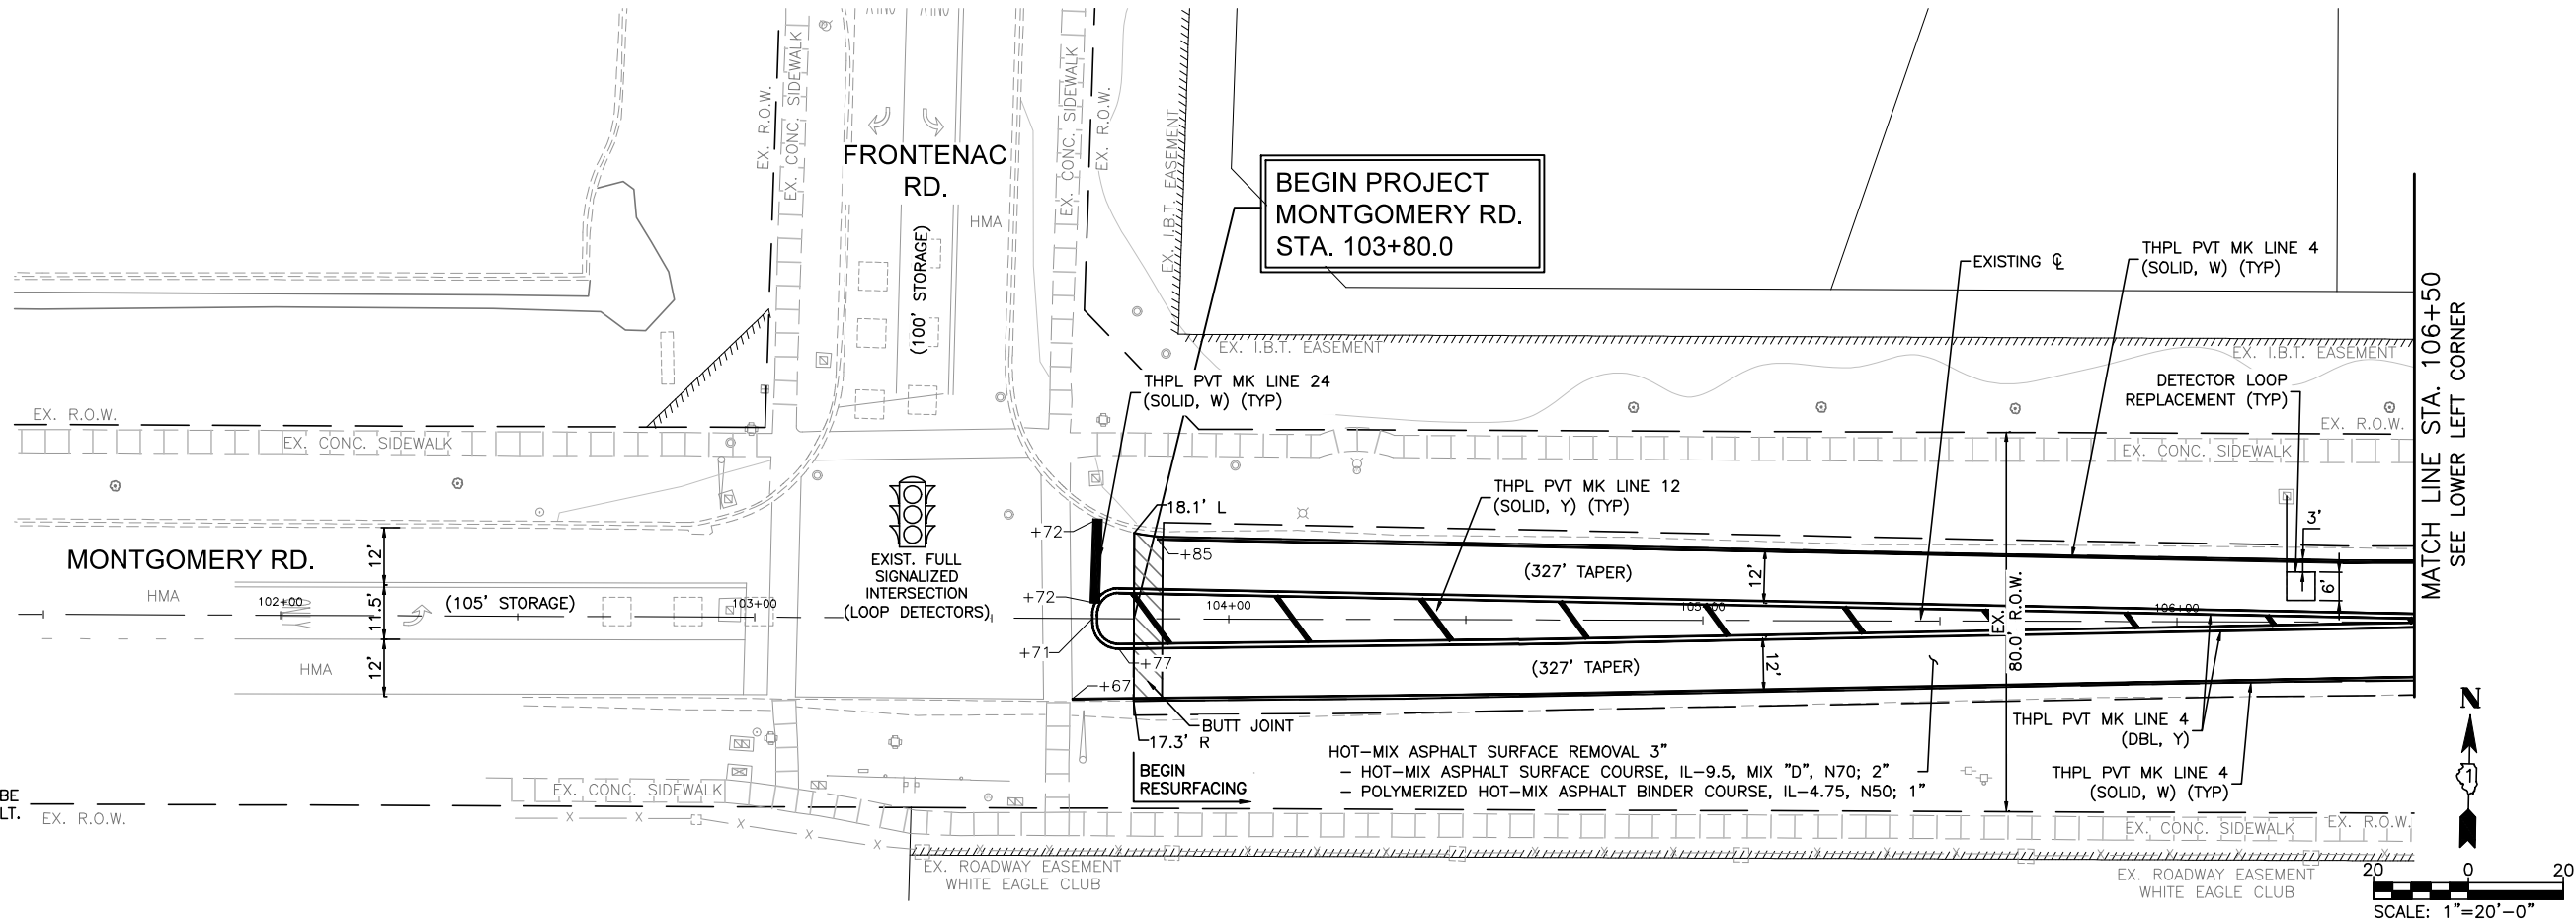 EX. R.O.W.
EX. CONC. SIDEWALK
FRONTENAC
RD.
HMA
(100' STORAGE)
EX. CONC. SIDEWALK
EX. R.O.W.
EX. I.B.T. EASEMENT
BEGIN PROJECT
MONTGOMERY RD.
STA. 103+80.0
EXISTING ℄
THPL PVT MK LINE 4
(SOLID, W) (TYP)
MATCH LINE STA. 106+50
SEE LOWER LEFT CORNER
EX. I.B.T. EASEMENT
EX. I.B.T. EASEMENT
THPL PVT MK LINE 24
(SOLID, W) (TYP)
DETECTOR LOOP
REPLACEMENT (TYP)
EX. R.O.W.
EX. R.O.W.
EX. CONC. SIDEWALK
EX. CONC. SIDEWALK
THPL PVT MK LINE 12
(SOLID, Y) (TYP)
18.1' L
+72
3'
MONTGOMERY RD.
12'
EXIST. FULL
SIGNALIZED
INTERSECTION
(LOOP DETECTORS)
+85
(327' TAPER)
12'
6'
HMA
102+00
11.5'
(105' STORAGE)
103+00
+72
104+00
105+00
106+00
EX.
80.0' R.O.W.
+71
+77
HMA
12'
+67
(327' TAPER)
12'
BUTT JOINT
17.3' R
THPL PVT MK LINE 4
(DBL, Y)
N
BEGIN
RESURFACING
HOT-MIX ASPHALT SURFACE REMOVAL 3"
- HOT-MIX ASPHALT SURFACE COURSE, IL-9.5, MIX "D", N70; 2"
- POLYMERIZED HOT-MIX ASPHALT BINDER COURSE, IL-4.75, N50; 1"
THPL PVT MK LINE 4
(SOLID, W) (TYP)
1
BE
LT.
EX. R.O.W.
EX. CONC. SIDEWALK
EX. CONC. SIDEWALK
EX. R.O.W.
X X X X X
EX. ROADWAY EASEMENT
WHITE EAGLE CLUB
EX. ROADWAY EASEMENT
WHITE EAGLE CLUB
20 0 20
SCALE: 1"=20'-0"